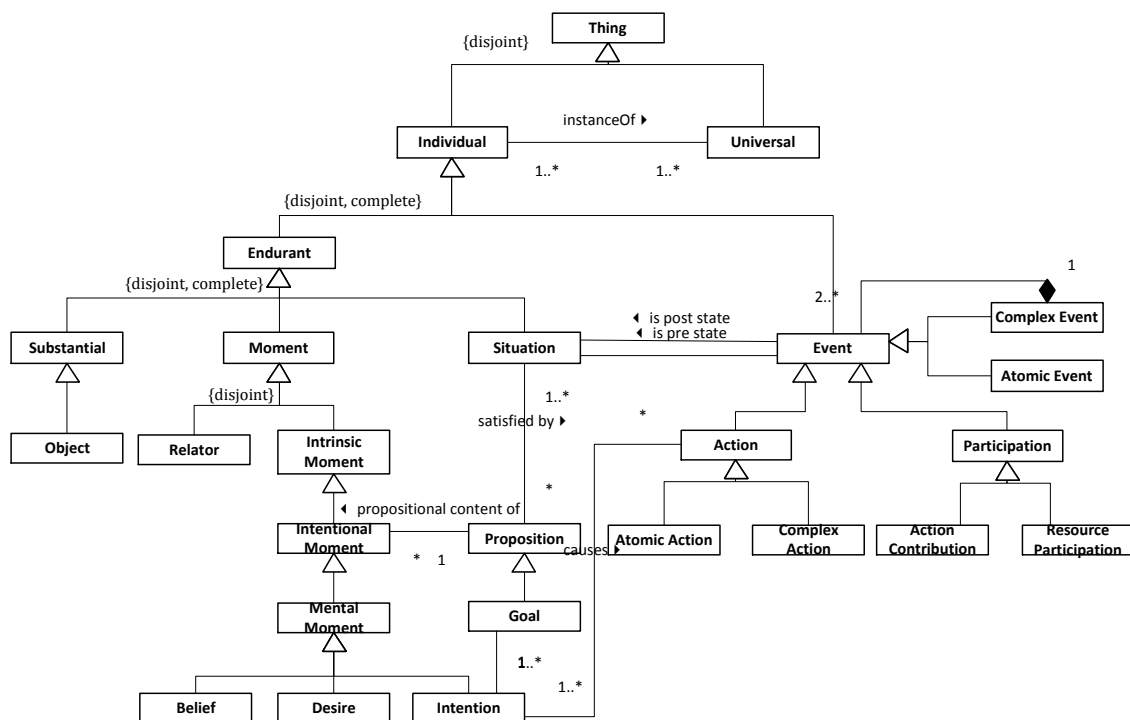 Thing
{disjoint}
instanceOf ▸
Individual
Universal
1..*
1..*
{disjoint, complete}
Endurant
1
{disjoint, complete}
2..*
Complex Event
◂ is post state
◂ is pre state
Substantial
Moment
Situation
Event
Atomic Event
{disjoint}
1..*
satisfied by ▸
*
Object
Relator
Intrinsic
Moment
Action
Participation
*
◂ propositional content of
Intentional Moment
Proposition
causes ▸
Atomic Action
Complex
Action
Action
Contribution
Resource
Participation
*
1
Mental
Moment
Goal
1..*
1..*
Belief
Desire
Intention